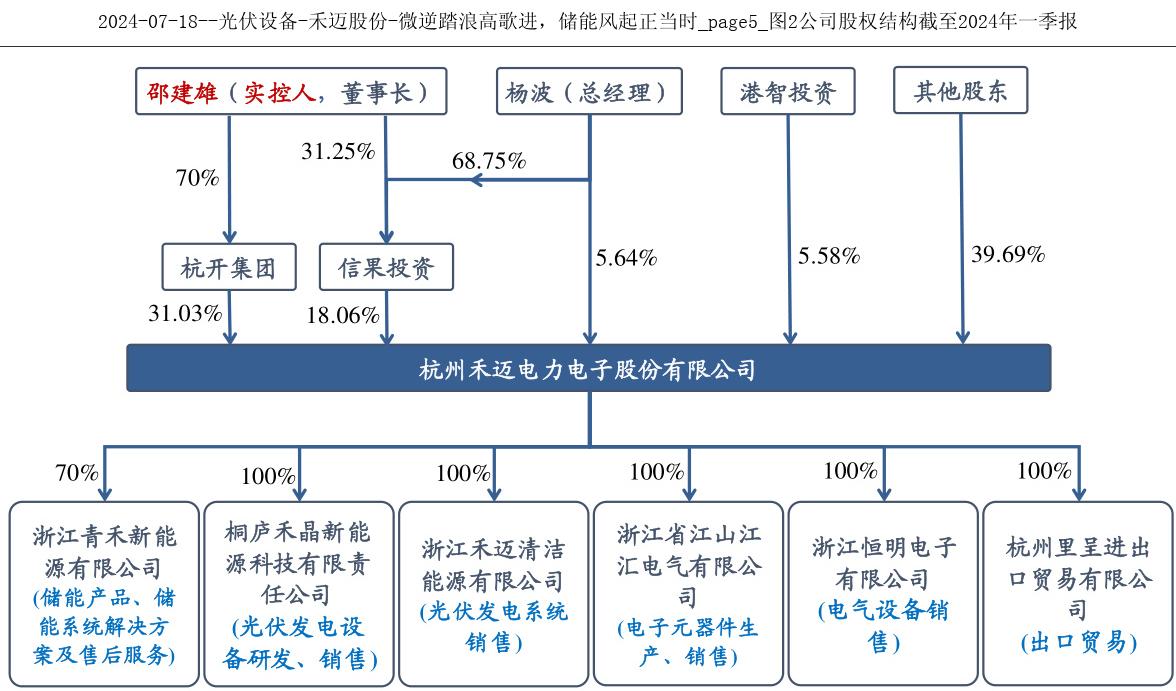 2024-07-18--光伏设备-禾迈股份-微逆踏浪高歌进，储能风起正当时_page5_图2公司股权结构截至2024年一季报
邵建雄（实控人，董事长）
杨波（总经理）
港智投资
其他股东
31.25%
68.75%
70%
杭开集团
信果投资
5.64%
5.58%
39.69%
31.03%
18.06%
杭州禾迈电力电子股份有限公司
70%
100%
100%
100%
100%
100%
浙江青禾新能
源有限公司
(储能产品、储
能系统解决方
案及售后服务)
桐庐禾晶新能
源科技有限责
任公司
(光伏发电设
备研发、销售)
浙江禾迈清洁
能源有限公司
(光伏发电系统
销售)
浙江省江山江
汇电气有限公
司
(电子元器件生
产、销售)
浙江恒明电子
有限公司
(电气设备销
售)
杭州里呈进出
口贸易有限公
司
(出口贸易)